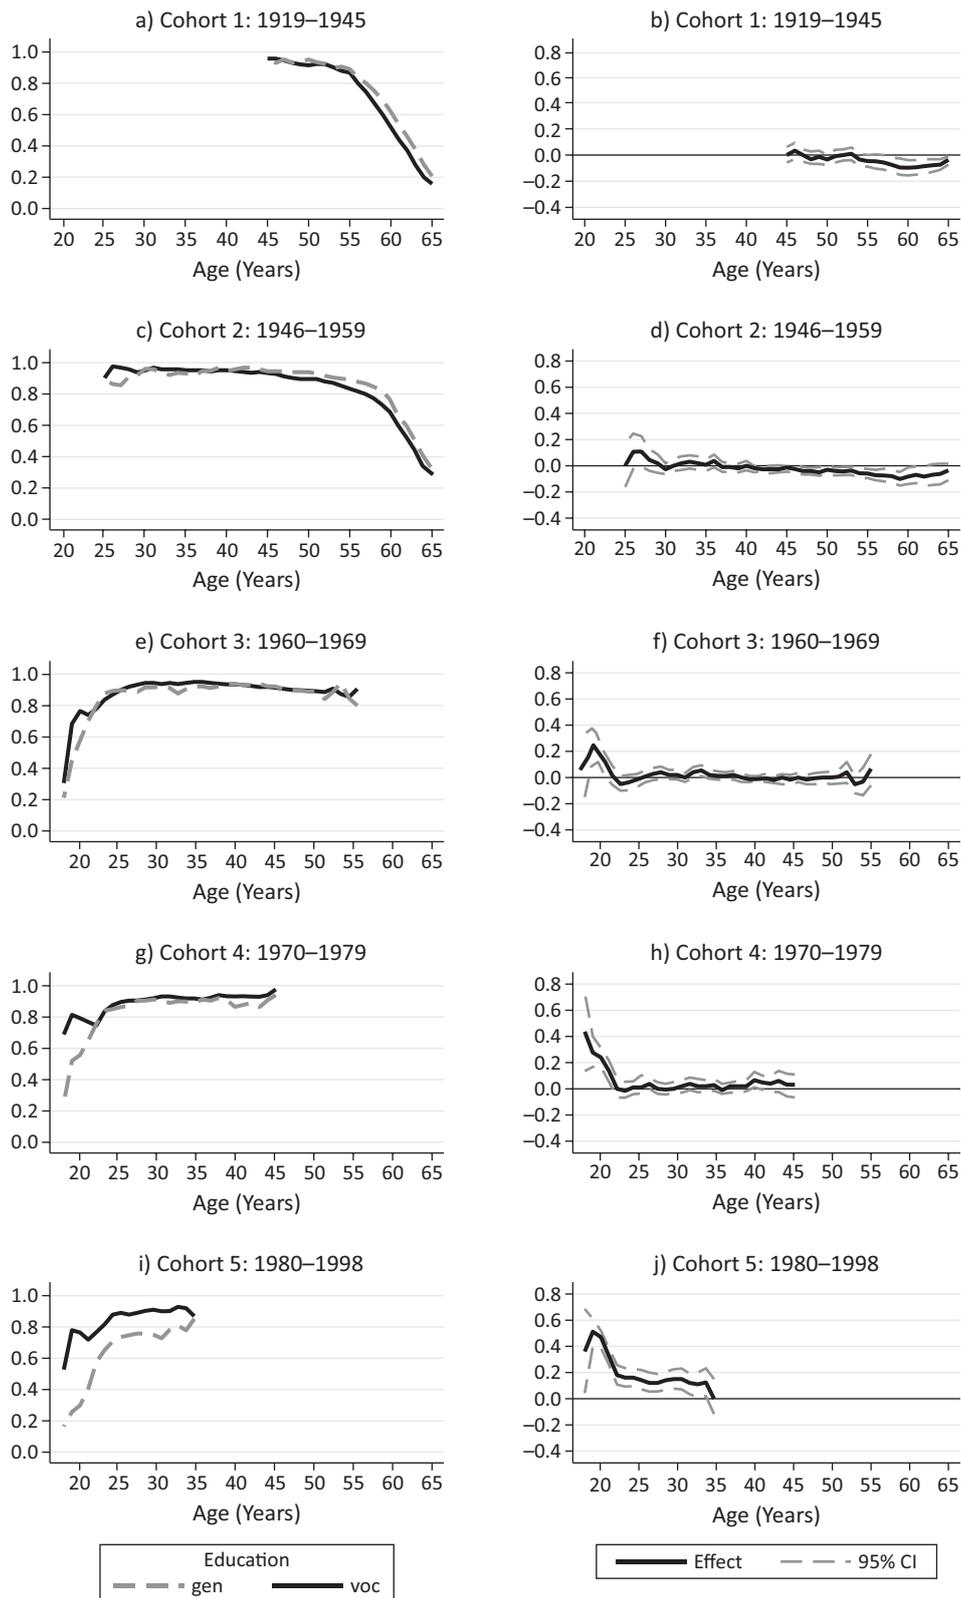 a) Cohort 1: 1919–1945
1.0
0.8
0.6
0.4
0.2
0.0
20 25 30 35 40 45 50 55 60 65
Age (Years)
b) Cohort 1: 1919–1945
0.8
0.6
0.4
0.2
0.0
–0.2
–0.4
20 25 30 35 40 45 50 55 60 65
Age (Years)
c) Cohort 2: 1946–1959
1.0
0.8
0.6
0.4
0.2
0.0
20 25 30 35 40 45 50 55 60 65
Age (Years)
d) Cohort 2: 1946–1959
0.8
0.6
0.4
0.2
0.0
–0.2
–0.4
20 25 30 35 40 45 50 55 60 65
Age (Years)
e) Cohort 3: 1960–1969
1.0
0.8
0.6
0.4
0.2
0.0
20 25 30 35 40 45 50 55 60 65
Age (Years)
f) Cohort 3: 1960–1969
0.8
0.6
0.4
0.2
0.0
–0.2
–0.4
20 25 30 35 40 45 50 55 60 65
Age (Years)
g) Cohort 4: 1970–1979
1.0
0.8
0.6
0.4
0.2
0.0
20 25 30 35 40 45 50 55 60 65
Age (Years)
h) Cohort 4: 1970–1979
0.8
0.6
0.4
0.2
0.0
–0.2
–0.4
20 25 30 35 40 45 50 55 60 65
Age (Years)
i) Cohort 5: 1980–1998
1.0
0.8
0.6
0.4
0.2
0.0
20 25 30 35 40 45 50 55 60 65
Age (Years)
j) Cohort 5: 1980–1998
0.8
0.6
0.4
0.2
0.0
–0.2
–0.4
20 25 30 35 40 45 50 55 60 65
Age (Years)
Education
gen voc
Effect 95% CI